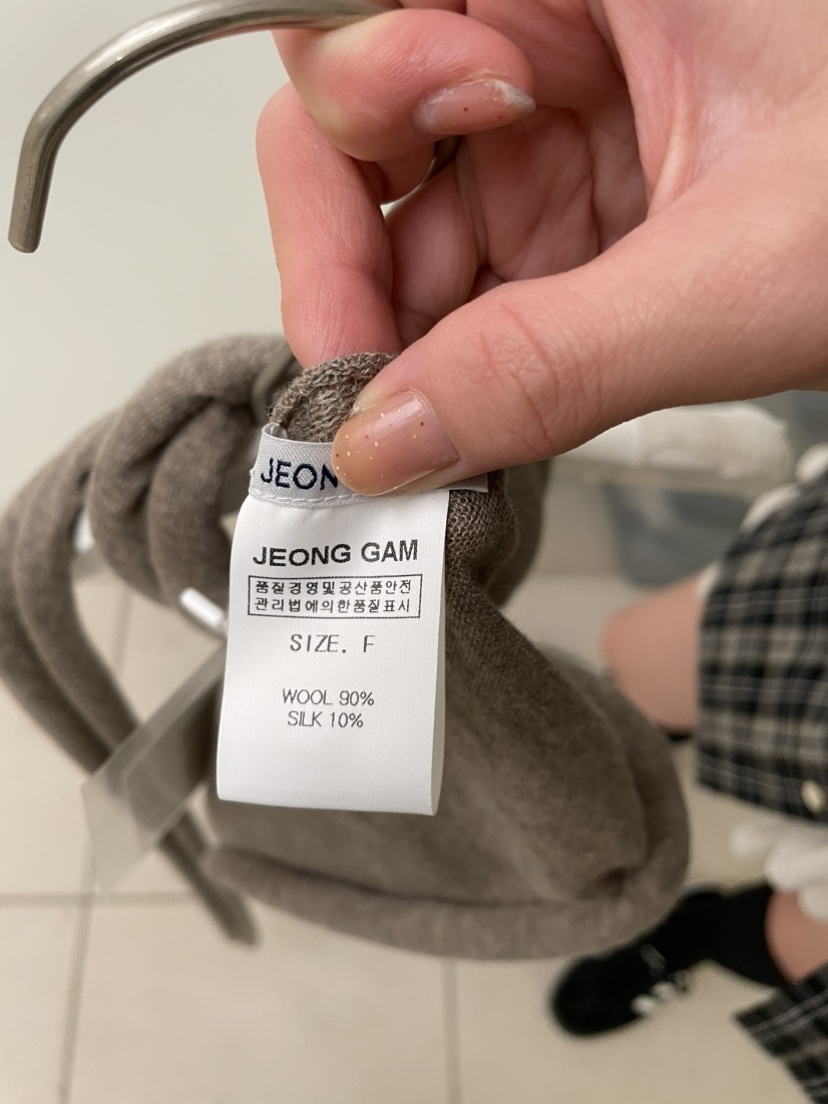 JEON
JEONG GAM
품질경영및공산품안전
관리법에의한품질표시
SIZE. F
WOOL 90%
SILK 10%